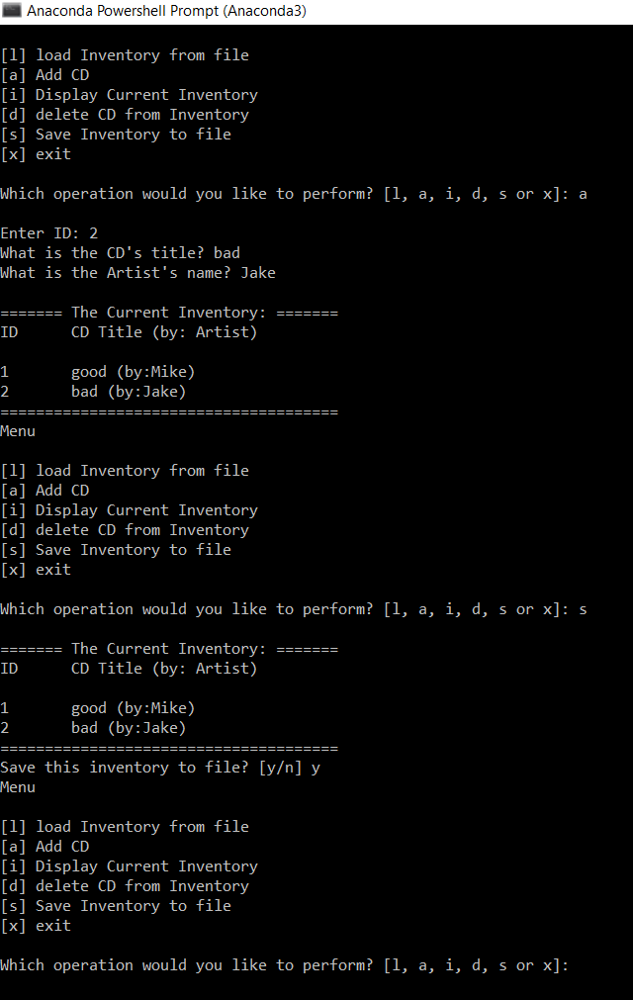 Anaconda Powershell Prompt (Anaconda3)
[l] load Inventory from file
[a] Add CD
[i] Display Current Inventory
[d] delete CD from Inventory
[s] Save Inventory to file
[x] exit
Which operation would you like to perform? [l, a, i, d, s or x]: a
Enter ID: 2
What is the CD's title? bad
What is the Artist's name? Jake
======= The Current Inventory: =======
ID      CD Title (by: Artist)
1       good (by:Mike)
2       bad (by:Jake)
======================================
Menu
[l] load Inventory from file
[a] Add CD
[i] Display Current Inventory
[d] delete CD from Inventory
[s] Save Inventory to file
[x] exit
Which operation would you like to perform? [l, a, i, d, s or x]: s
======= The Current Inventory: =======
ID      CD Title (by: Artist)
1       good (by:Mike)
2       bad (by:Jake)
======================================
Save this inventory to file? [y/n] y
Menu
[l] load Inventory from file
[a] Add CD
[i] Display Current Inventory
[d] delete CD from Inventory
[s] Save Inventory to file
[x] exit
Which operation would you like to perform? [l, a, i, d, s or x]: